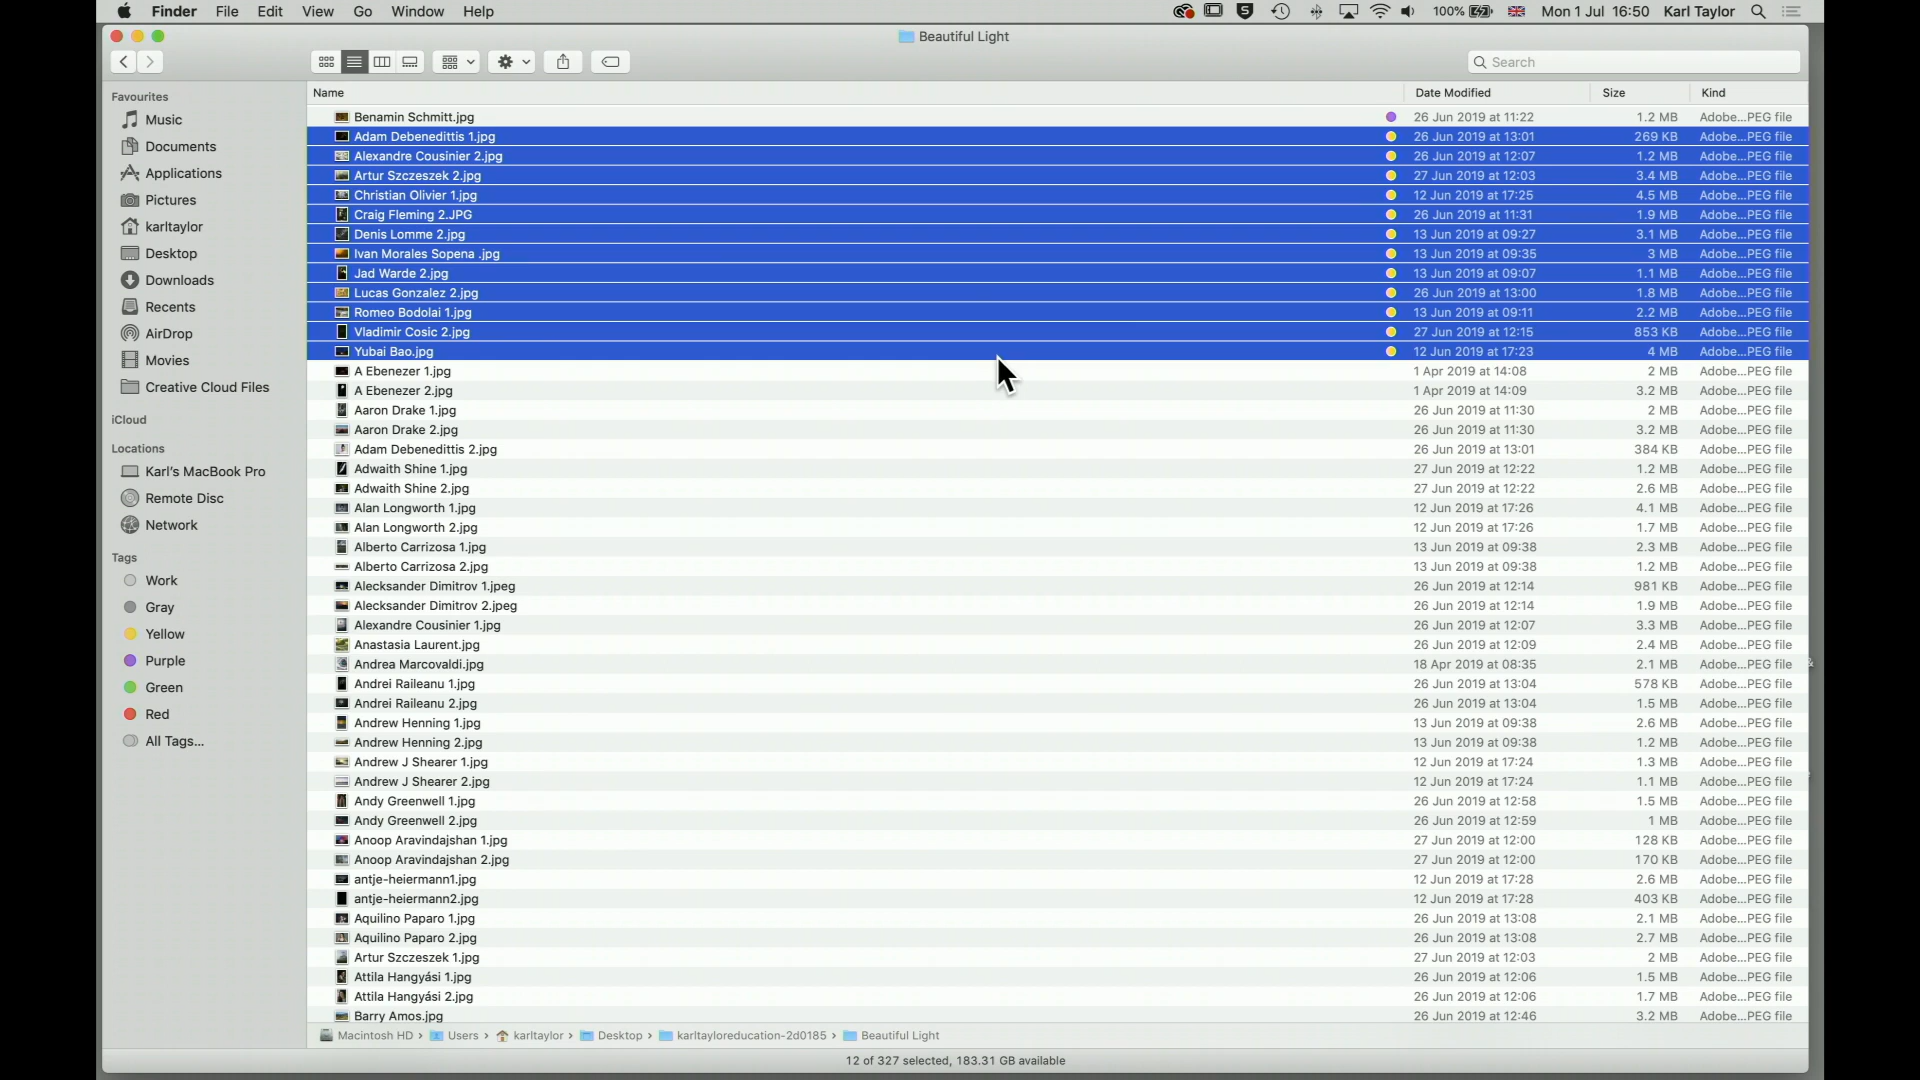 Finder File Edit View Go Window Help 100% Mon 1 Jul 16:50 Karl Taylor
Beautiful Light
Search
Favourites
Music
Documents
Applications
Pictures
karltaylor
Desktop
Downloads
Recents
AirDrop
Movies
Creative Cloud Files
iCloud
Locations
Karl's MacBook Pro
Remote Disc
Network
Tags
Work
Gray
Yellow
Purple
Green
Red
All Tags...
Name Date Modified Size Kind
Benamin Schmitt.jpg 26 Jun 2019 at 11:22 1.2 MB Adobe...PEG file
Adam Debenedittis 1.jpg 26 Jun 2019 at 13:01 269 KB Adobe...PEG file
Alexandre Cousinier 2.jpg 26 Jun 2019 at 12:07 1.2 MB Adobe...PEG file
Artur Szczeszek 2.jpg 27 Jun 2019 at 12:03 3.4 MB Adobe...PEG file
Christian Olivier 1.jpg 12 Jun 2019 at 17:25 4.5 MB Adobe...PEG file
Craig Fleming 2.JPG 26 Jun 2019 at 11:31 1.9 MB Adobe...PEG file
Denis Lomme 2.jpg 13 Jun 2019 at 09:27 3.1 MB Adobe...PEG file
Ivan Morales Sopena .jpg 13 Jun 2019 at 09:35 3 MB Adobe...PEG file
Jad Warde 2.jpg 13 Jun 2019 at 09:07 1.1 MB Adobe...PEG file
Lucas Gonzalez 2.jpg 26 Jun 2019 at 13:00 1.8 MB Adobe...PEG file
Romeo Bodolai 1.jpg 13 Jun 2019 at 09:11 2.2 MB Adobe...PEG file
Vladimir Cosic 2.jpg 27 Jun 2019 at 12:15 853 KB Adobe...PEG file
Yubai Bao.jpg 12 Jun 2019 at 17:23 4 MB Adobe...PEG file
A Ebenezer 1.jpg 1 Apr 2019 at 14:08 2 MB Adobe...PEG file
A Ebenezer 2.jpg 1 Apr 2019 at 14:09 3.2 MB Adobe...PEG file
Aaron Drake 1.jpg 26 Jun 2019 at 11:30 2 MB Adobe...PEG file
Aaron Drake 2.jpg 26 Jun 2019 at 11:30 3.2 MB Adobe...PEG file
Adam Debenedittis 2.jpg 26 Jun 2019 at 13:01 384 KB Adobe...PEG file
Adwaith Shine 1.jpg 27 Jun 2019 at 12:22 1.2 MB Adobe...PEG file
Adwaith Shine 2.jpg 27 Jun 2019 at 12:22 2.6 MB Adobe...PEG file
Alan Longworth 1.jpg 12 Jun 2019 at 17:26 4.1 MB Adobe...PEG file
Alan Longworth 2.jpg 12 Jun 2019 at 17:26 1.7 MB Adobe...PEG file
Alberto Carrizosa 1.jpg 13 Jun 2019 at 09:38 2.3 MB Adobe...PEG file
Alberto Carrizosa 2.jpg 13 Jun 2019 at 09:38 1.2 MB Adobe...PEG file
Alecksander Dimitrov 1.jpeg 26 Jun 2019 at 12:14 981 KB Adobe...PEG file
Alecksander Dimitrov 2.jpeg 26 Jun 2019 at 12:14 1.9 MB Adobe...PEG file
Alexandre Cousinier 1.jpg 26 Jun 2019 at 12:07 3.3 MB Adobe...PEG file
Anastasia Laurent.jpg 26 Jun 2019 at 12:09 2.4 MB Adobe...PEG file
Andrea Marcovaldi.jpg 18 Apr 2019 at 08:35 2.1 MB Adobe...PEG file
Andrei Raileanu 1.jpg 26 Jun 2019 at 13:04 578 KB Adobe...PEG file
Andrei Raileanu 2.jpg 26 Jun 2019 at 13:04 1.5 MB Adobe...PEG file
Andrew Henning 1.jpg 13 Jun 2019 at 09:38 2.6 MB Adobe...PEG file
Andrew Henning 2.jpg 13 Jun 2019 at 09:38 1.2 MB Adobe...PEG file
Andrew J Shearer 1.jpg 12 Jun 2019 at 17:24 1.3 MB Adobe...PEG file
Andrew J Shearer 2.jpg 12 Jun 2019 at 17:24 1.1 MB Adobe...PEG file
Andy Greenwell 1.jpg 26 Jun 2019 at 12:58 1.5 MB Adobe...PEG file
Andy Greenwell 2.jpg 26 Jun 2019 at 12:59 1 MB Adobe...PEG file
Anoop Aravindajshan 1.jpg 27 Jun 2019 at 12:00 128 KB Adobe...PEG file
Anoop Aravindajshan 2.jpg 27 Jun 2019 at 12:00 170 KB Adobe...PEG file
antje-heiermann1.jpg 12 Jun 2019 at 17:28 2.6 MB Adobe...PEG file
antje-heiermann2.jpg 12 Jun 2019 at 17:28 403 KB Adobe...PEG file
Aquilino Paparo 1.jpg 26 Jun 2019 at 13:08 2.1 MB Adobe...PEG file
Aquilino Paparo 2.jpg 26 Jun 2019 at 13:08 2.7 MB Adobe...PEG file
Artur Szczeszek 1.jpg 27 Jun 2019 at 12:03 2 MB Adobe...PEG file
Attila Hangyási 1.jpg 26 Jun 2019 at 12:06 1.5 MB Adobe...PEG file
Attila Hangyási 2.jpg 26 Jun 2019 at 12:06 1.7 MB Adobe...PEG file
Barry Amos.jpg 26 Jun 2019 at 12:46 3.2 MB Adobe...PEG file
Macintosh HD › Users › karltaylor › Desktop › karltayloreducation-2d0185 › Beautiful Light
12 of 327 selected, 183.31 GB available